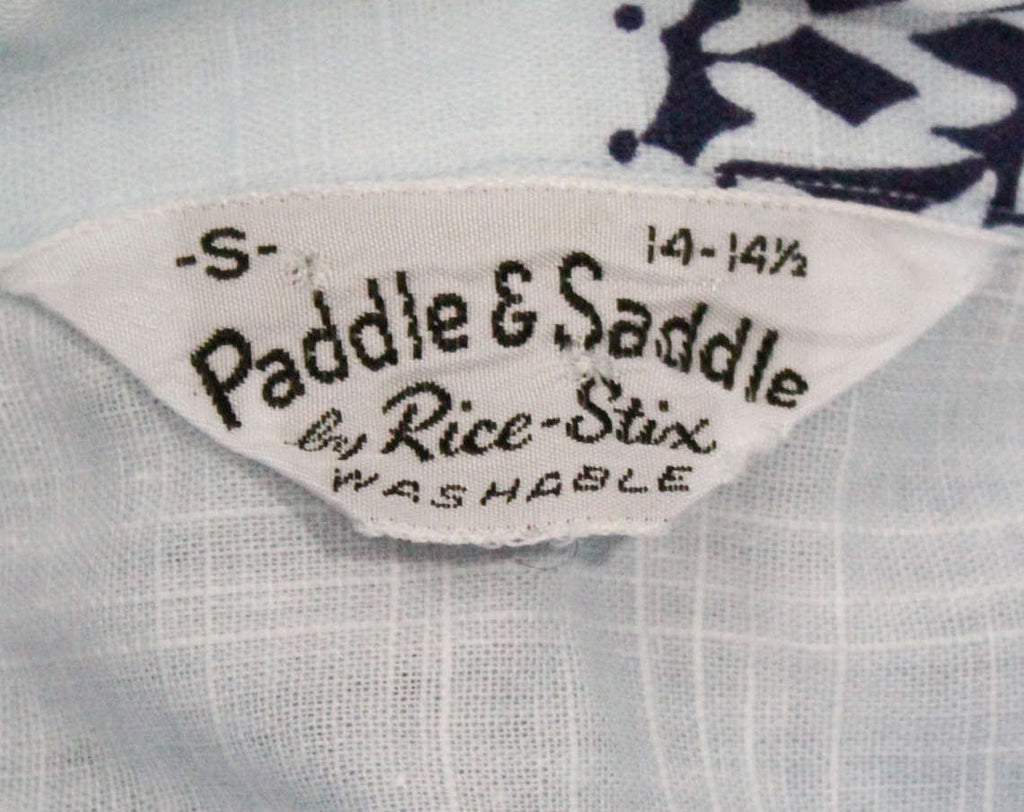 -S- 14-14½
Paddle & Saddle
by Rice-Stix
WASHABLE